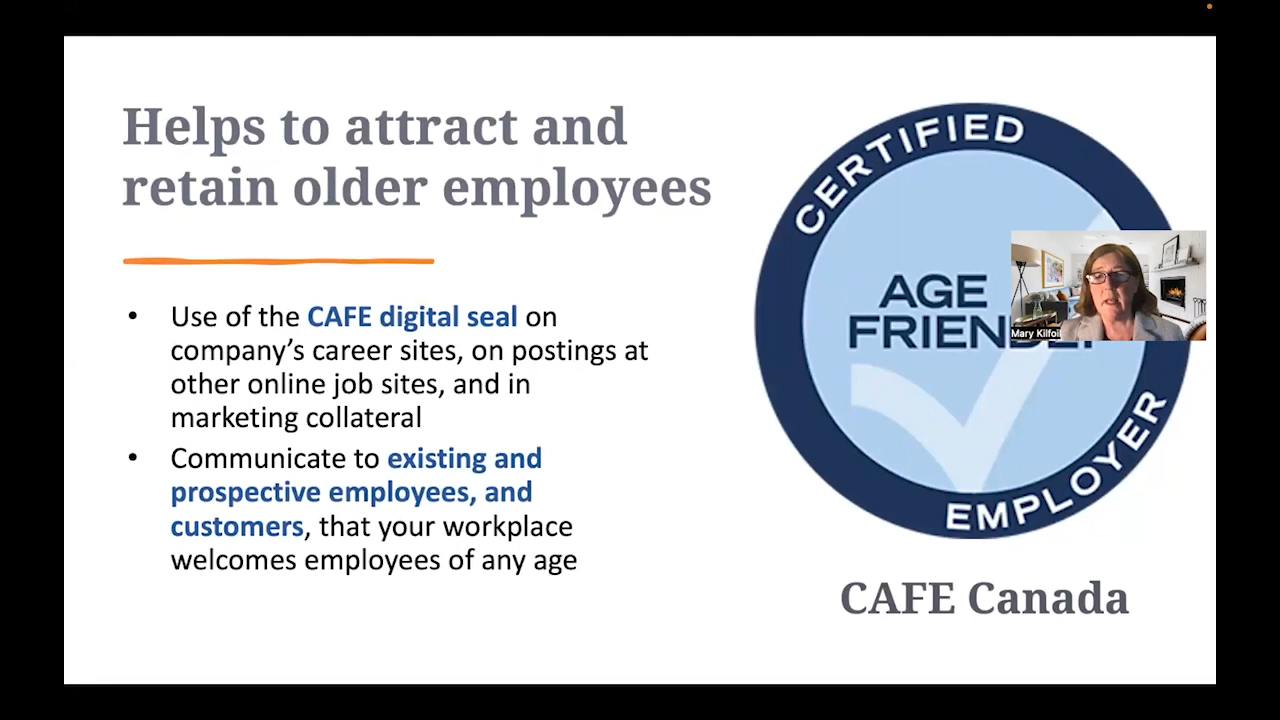 Helps to attract and
retain older employees
• Use of the CAFE digital seal on
company’s career sites, on postings at
other online job sites, and in
marketing collateral
• Communicate to existing and
prospective employees, and
customers, that your workplace
welcomes employees of any age
CERTIFIED
AGE
EMPLOYER
Mary Kilfoil
CAFE Canada